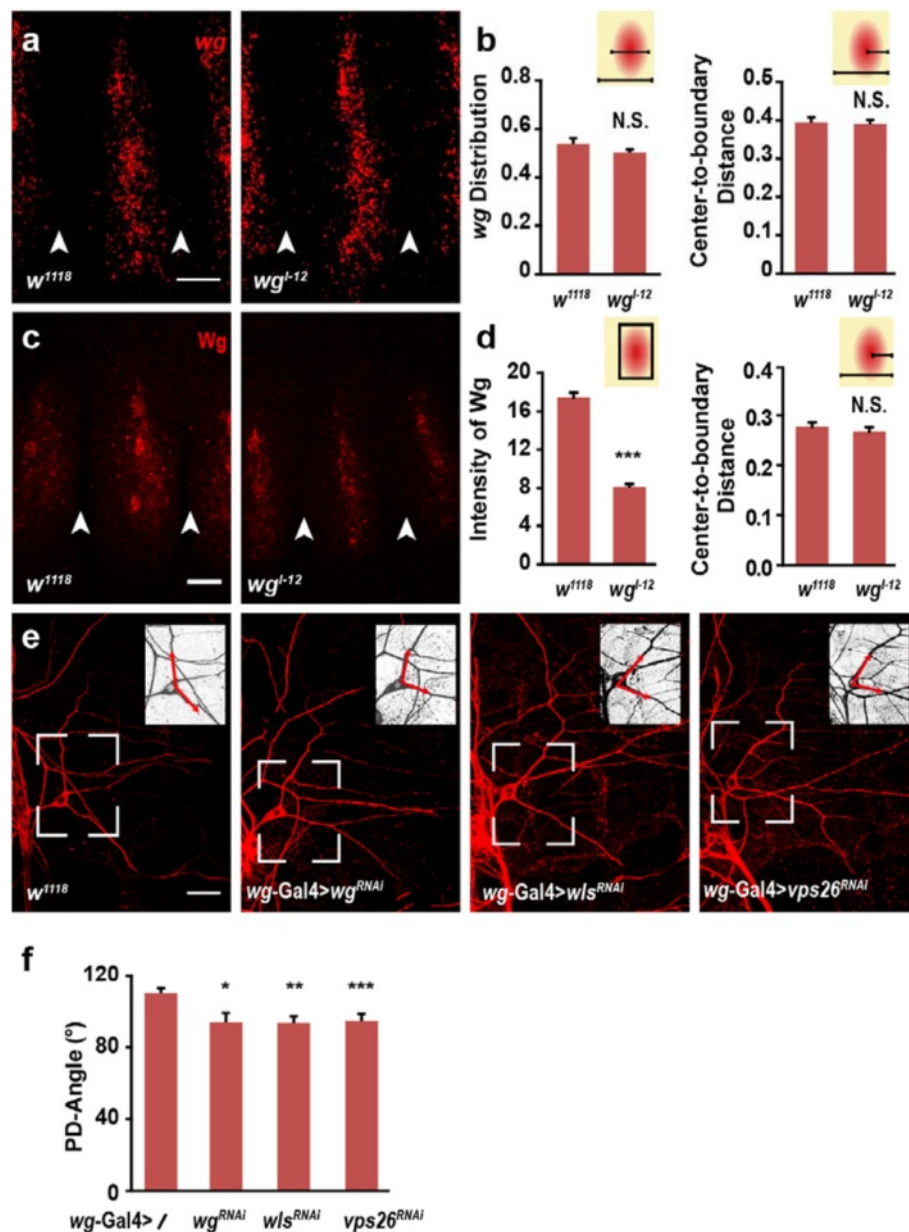 a
wg
w1118
wgl-12
b
wg Distribution
0.8
0.6
0.4
0.2
0
N.S.
w1118 wgl-12
Center-to-boundary
Distance
0.5
0.4
0.3
0.2
0.1
0
N.S.
w1118 wgl-12
c
Wg
w1118
wgl-12
d
Intensity of Wg
20
16
12
8
4
0
***
w1118 wgl-12
Center-to-boundary
Distance
0.4
0.3
0.2
0.1
0.0
N.S.
w1118 wgl-12
e
w1118
wg-Gal4>wgRNAi
wg-Gal4>wlsRNAi
wg-Gal4>vps26RNAi
f
PD-Angle (°)
120
80
40
0
* ** ***
wg-Gal4> / wgRNAi wlsRNAi vps26RNAi